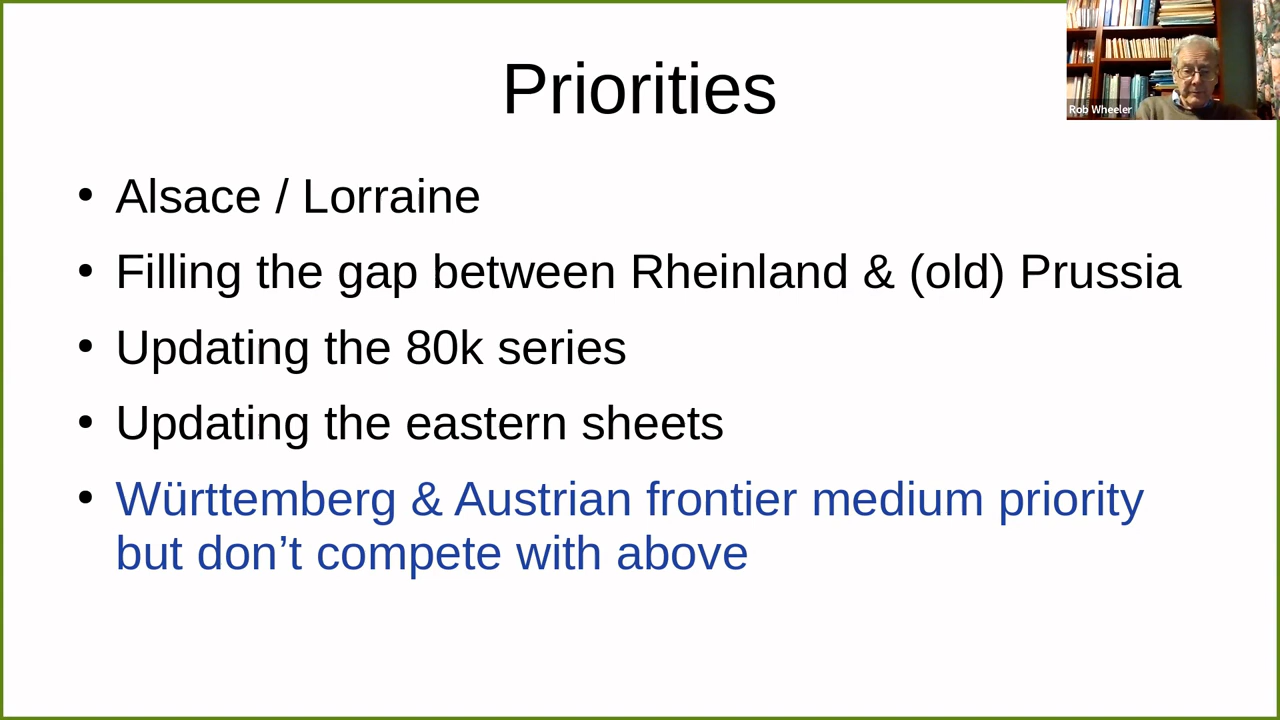 Priorities
Rob Wheeler
• Alsace / Lorraine
• Filling the gap between Rheinland & (old) Prussia
• Updating the 80k series
• Updating the eastern sheets
• Württemberg & Austrian frontier medium priority
but don’t compete with above